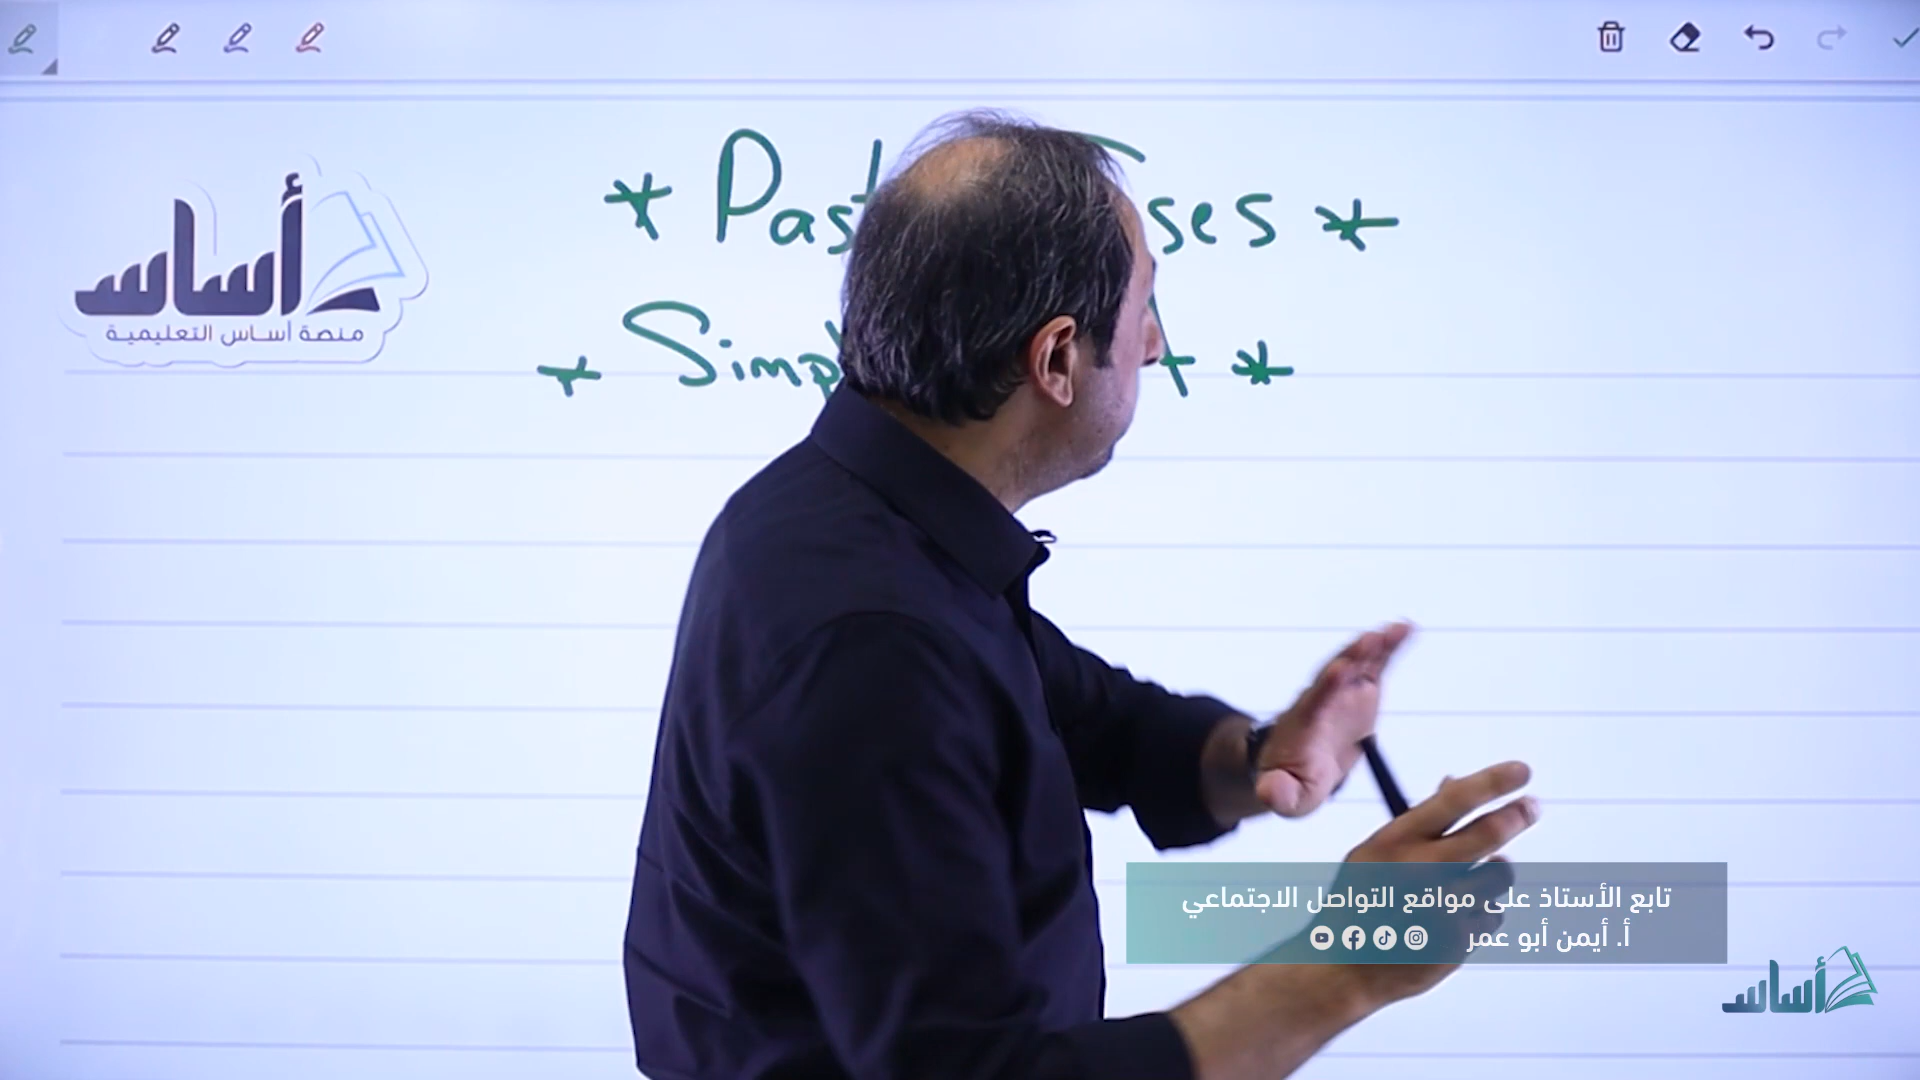 * Past ses *
أساس
منصة أساس التعليمية
* Simp *
تابع الأستاذ على مواقع التواصل الاجتماعي
أ. أيمن أبو عمر
أساس